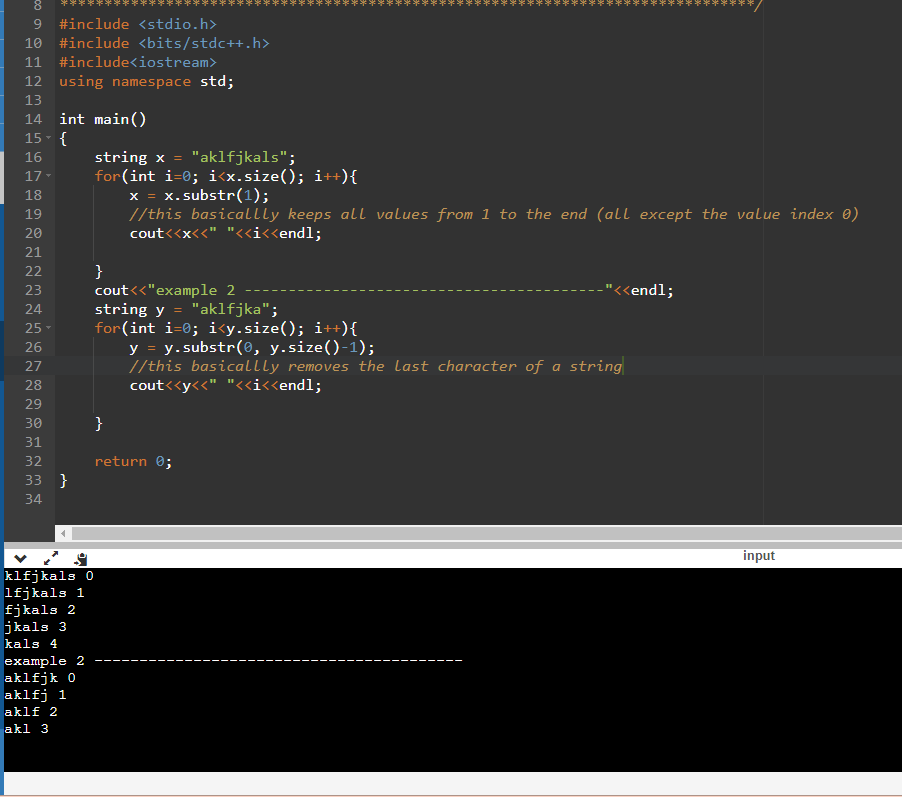 8 *******************************************************************************/
9 #include <stdio.h>
10 #include <bits/stdc++.h>
11 #include<iostream>
12 using namespace std;
13
14 int main()
15 {
16     string x = "aklfjkals";
17     for(int i=0; i<x.size(); i++){
18         x = x.substr(1);
19         //this basicallly keeps all values from 1 to the end (all except the value index 0)
20         cout<<x<<" "<<i<<endl;
21
22     }
23     cout<<"example 2 -----------------------------------------"<<endl;
24     string y = "aklfjka";
25     for(int i=0; i<y.size(); i++){
26         y = y.substr(0, y.size()-1);
27         //this basicallly removes the last character of a string
28         cout<<y<<" "<<i<<endl;
29
30     }
31
32     return 0;
33 }
34
input
klfjkals 0
lfjkals 1
fjkals 2
jkals 3
kals 4
example 2 -----------------------------------------
aklfjk 0
aklfj 1
aklf 2
akl 3